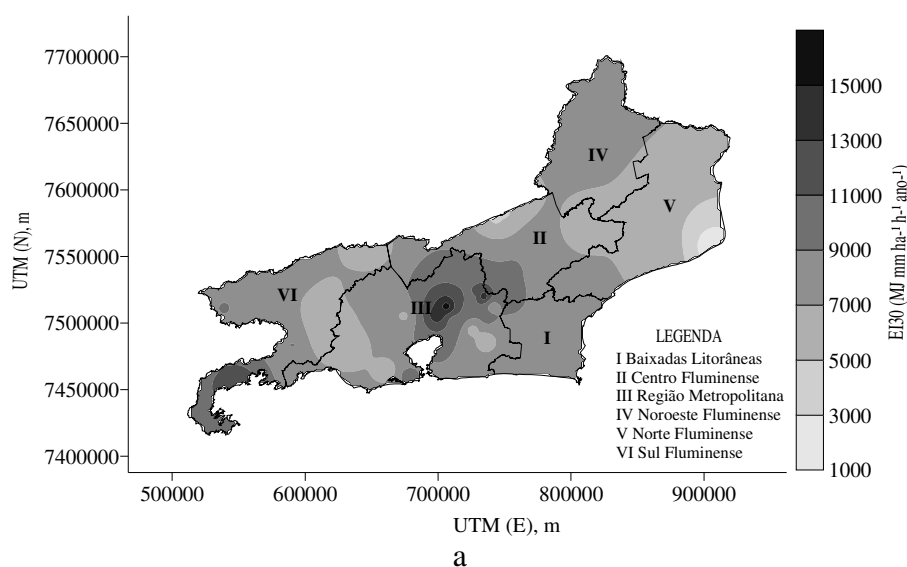 7700000
7650000
7600000
7550000
7500000
7450000
7400000
UTM (N), m
500000 600000 700000 800000 900000
UTM (E), m
IV
V
II
VI
III
I
LEGENDA
I Baixadas Litorâneas
II Centro Fluminense
III Região Metropolitana
IV Noroeste Fluminense
V Norte Fluminense
VI Sul Fluminense
15000
13000
11000
9000
7000
5000
3000
1000
EI30 (MJ mm ha-¹ h-¹ ano-¹)
a